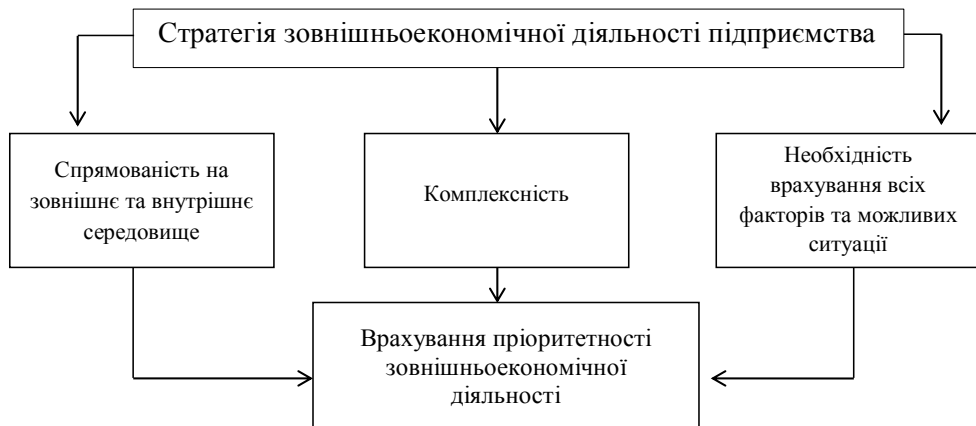 Стратегія зовнішньоекономічної діяльності підприємства
Спрямованість на
зовнішнє та внутрішнє
середовище
Комплексність
Необхідність
врахування всіх
факторів та можливих
ситуації
Врахування пріоритетності
зовнішньоекономічної
діяльності